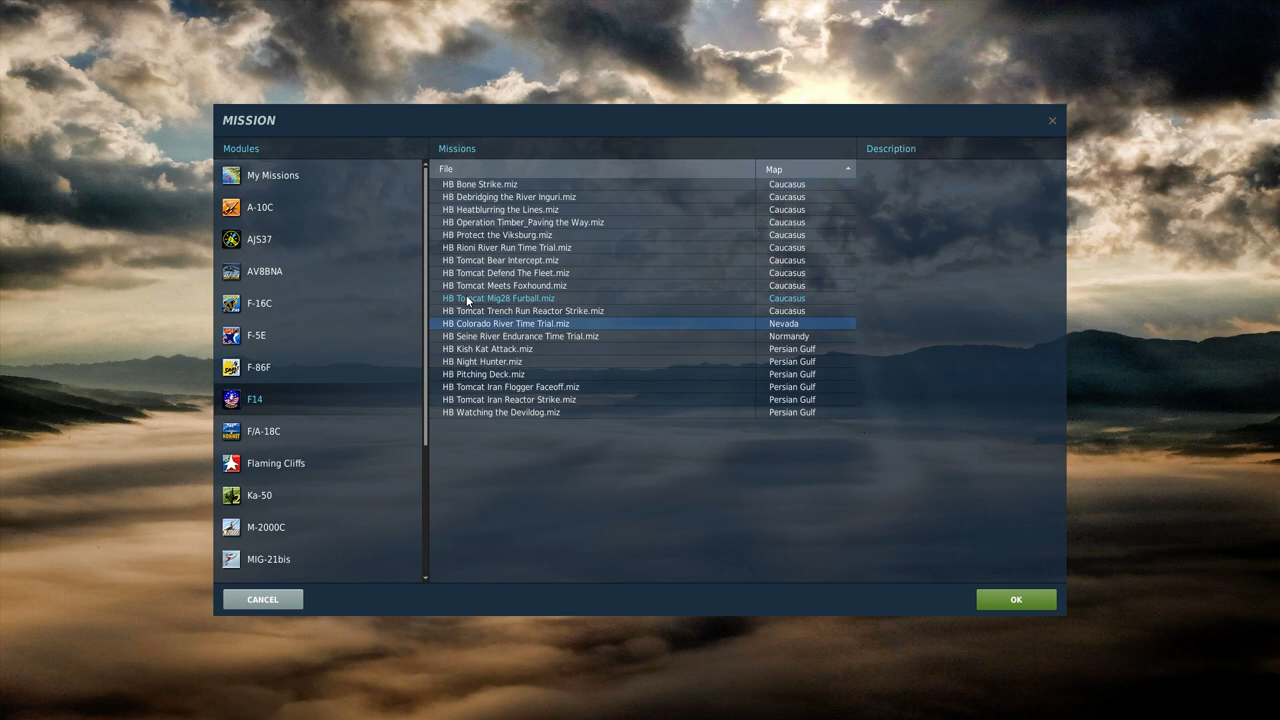 MISSION
Modules
Missions
Description
File
Map
My Missions
A-10C
AJS37
AV8BNA
F-16C
F-5E
F-86F
F14
F/A-18C
Flaming Cliffs
Ka-50
M-2000C
MIG-21bis
HB Bone Strike.miz Caucasus
HB Debridging the River Inguri.miz Caucasus
HB Heatblurring the Lines.miz Caucasus
HB Operation Timber_Paving the Way.miz Caucasus
HB Protect the Viksburg.miz Caucasus
HB Rioni River Run Time Trial.miz Caucasus
HB Tomcat Bear Intercept.miz Caucasus
HB Tomcat Defend The Fleet.miz Caucasus
HB Tomcat Meets Foxhound.miz Caucasus
HB Tomcat Mig28 Furball.miz Caucasus
HB Tomcat Trench Run Reactor Strike.miz Caucasus
HB Colorado River Time Trial.miz Nevada
HB Seine River Endurance Time Trial.miz Normandy
HB Kish Kat Attack.miz Persian Gulf
HB Night Hunter.miz Persian Gulf
HB Pitching Deck.miz Persian Gulf
HB Tomcat Iran Flogger Faceoff.miz Persian Gulf
HB Tomcat Iran Reactor Strike.miz Persian Gulf
HB Watching the Devildog.miz Persian Gulf
CANCEL
OK